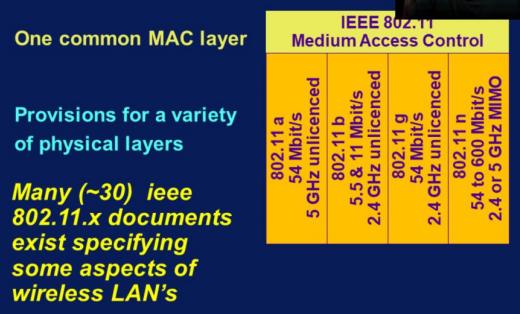 One common MAC layer
Provisions for a variety
of physical layers
Many (~30) ieee
802.11.x documents
exist specifying
some aspects of
wireless LAN's
IEEE 802.11
Medium Access Control
802.11 a
54 Mbit/s
5 GHz unlicenced
802.11 b
5.5 & 11 Mbit/s
2.4 GHz unlicenced
802.11 g
54 Mbit/s
2.4 GHz unlicenced
802.11 n
54 to 600 Mbit/s
2.4 or 5 GHz MIMO